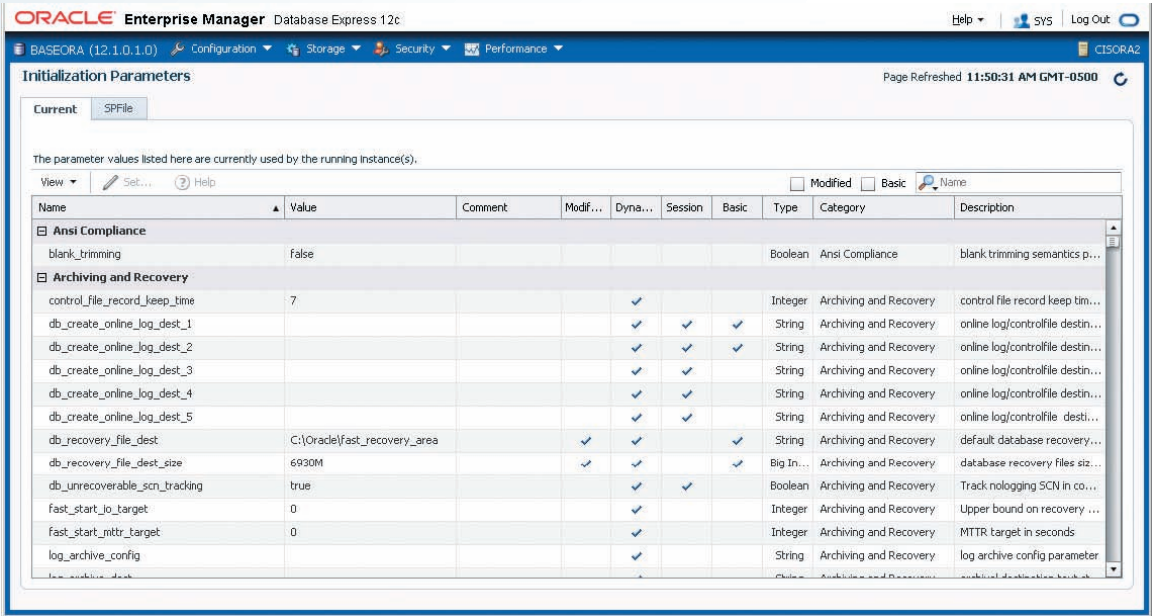 ORACLE Enterprise Manager Database Express 12c Help SYS Log Out
BASEORA (12.1.0.1.0) Configuration Storage Security Performance CISORA2
Initialization Parameters Page Refreshed 11:50:31 AM GMT-0500
Current SPFile
The parameter values listed here are currently used by the running instance(s).
View Set... Help Modified Basic Name
Name Value Comment Modif... Dyna... Session Basic Type Category Description
Ansi Compliance
blank_trimming false Boolean Ansi Compliance blank trimming semantics p...
Archiving and Recovery
control_file_record_keep_time 7 Integer Archiving and Recovery control file record keep tim...
db_create_online_log_dest_1 String Archiving and Recovery online log/controlfile destin...
db_create_online_log_dest_2 String Archiving and Recovery online log/controlfile destin...
db_create_online_log_dest_3 String Archiving and Recovery online log/controlfile destin...
db_create_online_log_dest_4 String Archiving and Recovery online log/controlfile destin...
db_create_online_log_dest_5 String Archiving and Recovery online log/controlfile desti...
db_recovery_file_dest C:\Oracle\fast_recovery_area String Archiving and Recovery default database recovery...
db_recovery_file_dest_size 6930M Big In... Archiving and Recovery database recovery files siz...
db_unrecoverable_scn_tracking true Boolean Archiving and Recovery Track nologging SCN in co...
fast_start_io_target 0 Integer Archiving and Recovery Upper bound on recovery ...
fast_start_mttr_target 0 Integer Archiving and Recovery MTTR target in seconds
log_archive_config String Archiving and Recovery log archive config parameter